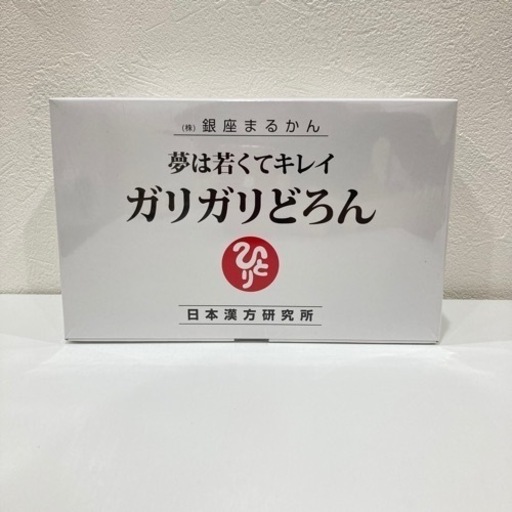 (株) 銀座まるかん
夢は若くてキレイ
ガリガリどろん
ひとり
日本漢方研究所